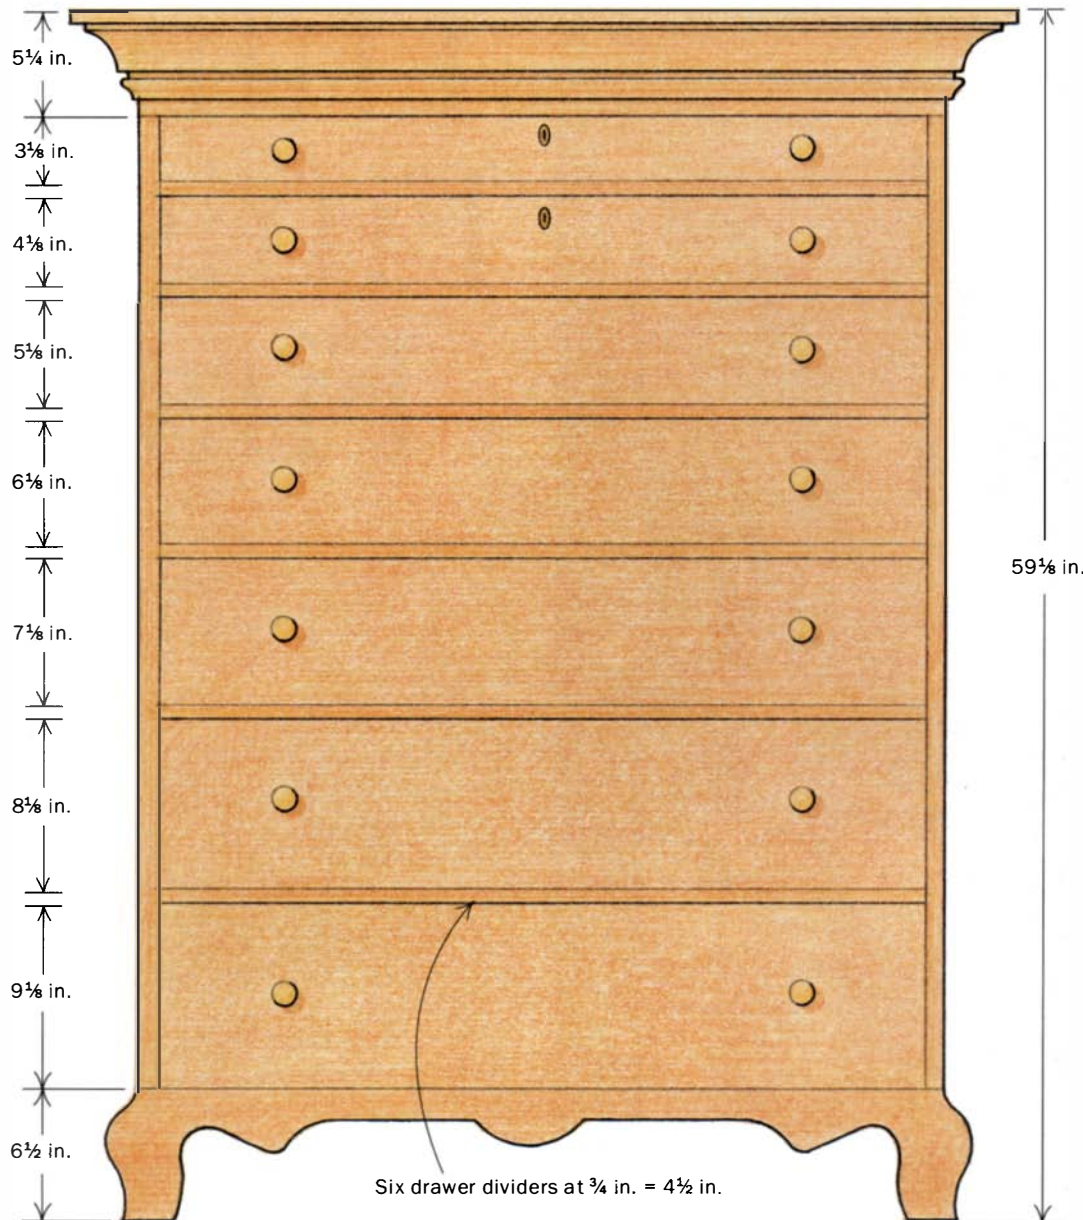 5¼ in.
3⅛ in.
4⅛ in.
5⅛ in.
6⅛ in.
7⅛ in.
8⅛ in.
9⅛ in.
6½ in.
59⅛ in.
Six drawer dividers at ¾ in. = 4½ in.